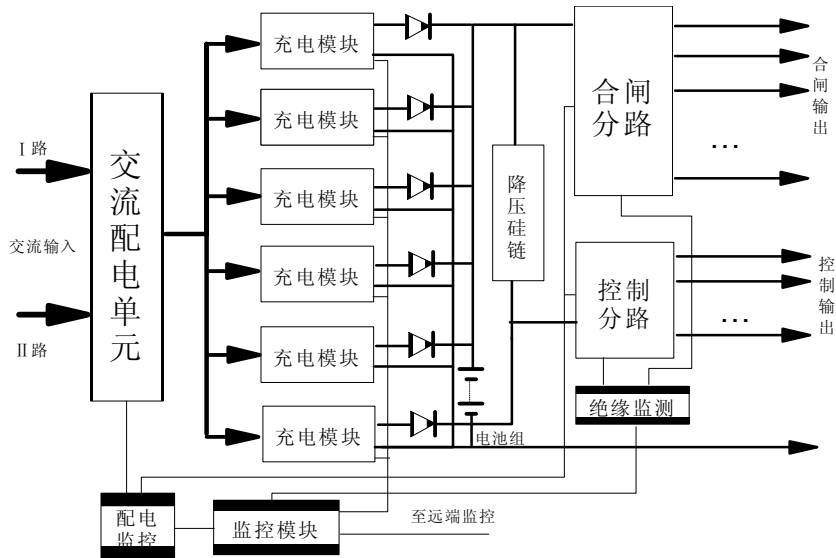 充电模块
充电模块
充电模块
充电模块
充电模块
充电模块
合闸
分路
合闸输出
...
Ⅰ路
交流配电单元
降压硅链
交流输入
控制
分路
控制输出
...
Ⅱ路
绝缘监测
电池组
配电
监控
监控模块
至远端监控